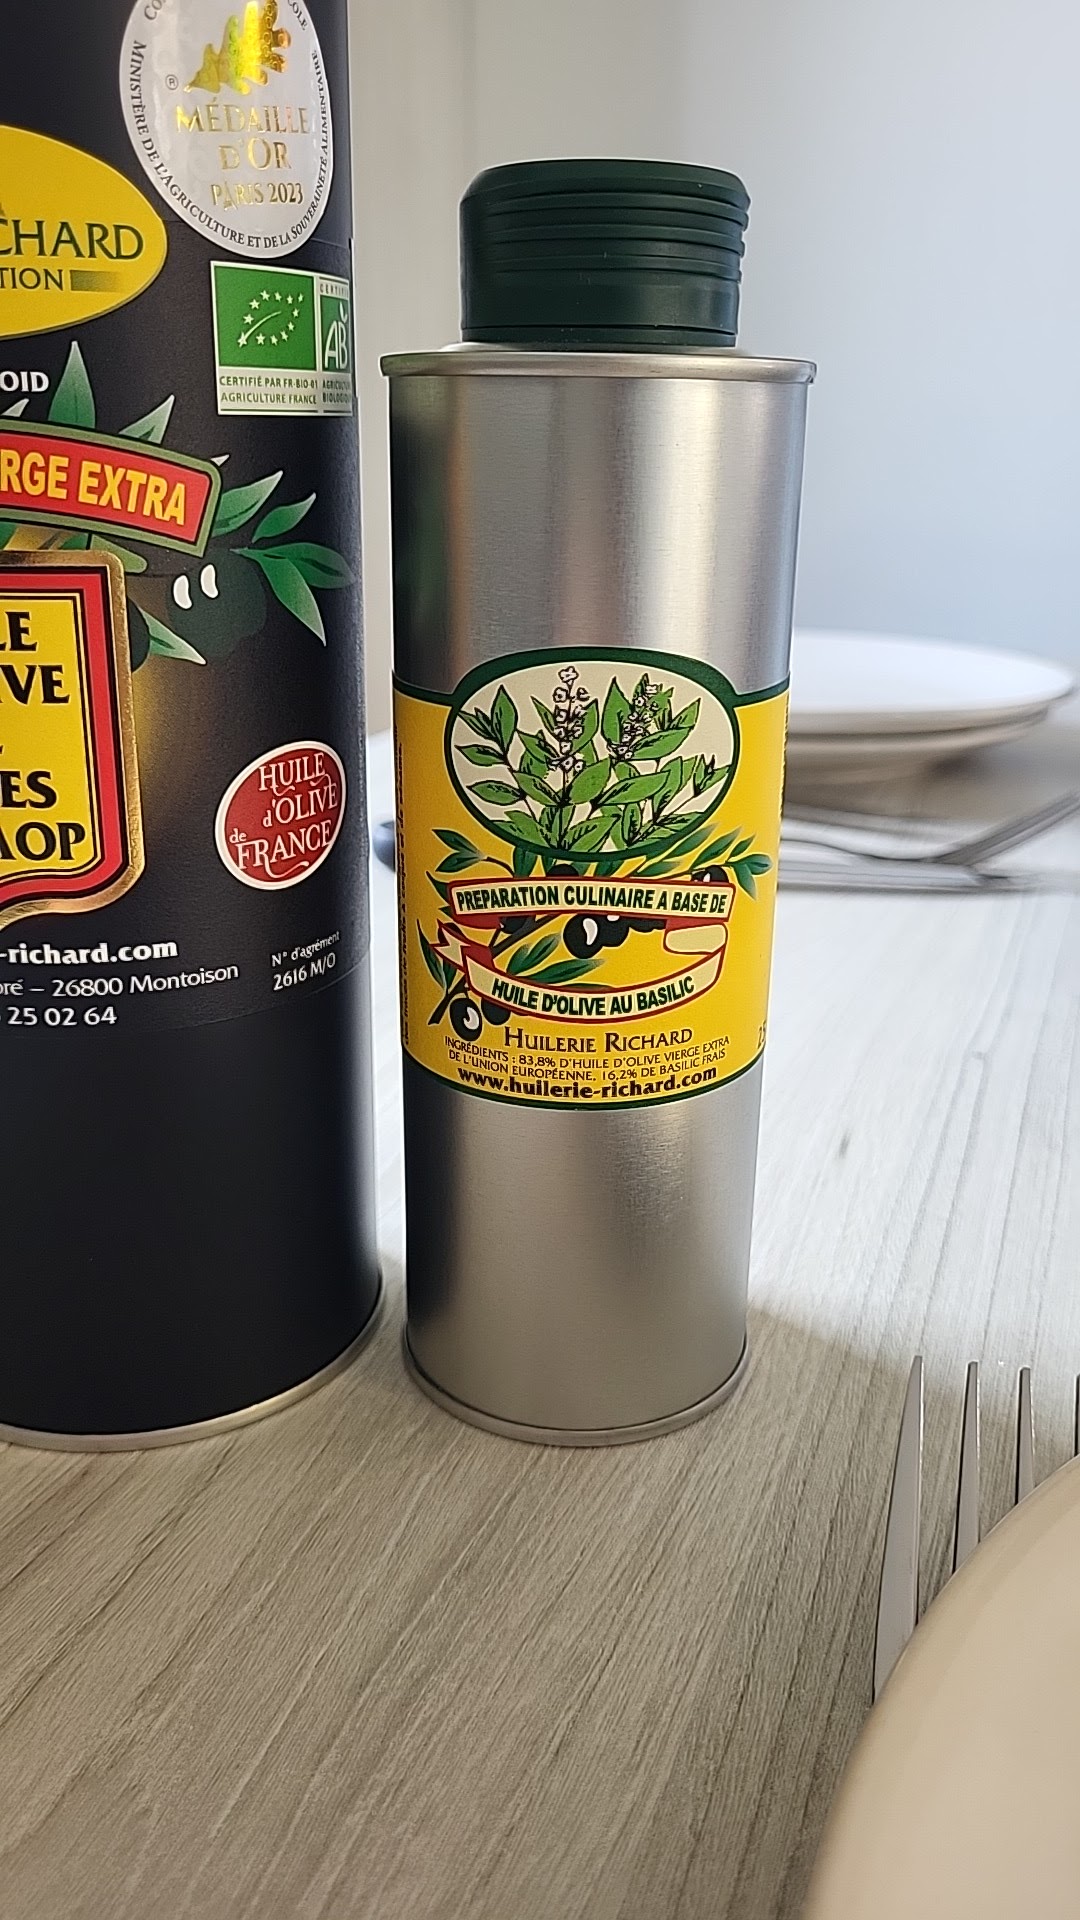 MÉDAILLE
D'OR
PARIS 2023
MINISTÈRE DE L'AGRICULTURE ET DE LA SOUVERAINETÉ ALIMENTAIRE
®
CHARD
TION
CERTIFIÉ PAR FR-BIO-01
AGRICULTURE FRANCE
AB
OID
RGE EXTRA
LE
IVE
ES
AOP
HUILE
d'OLIVE
de
FRANCE
-richard.com
– 26800 Montoison
25 02 64
N° d'agrément
2616 M/O
PREPARATION CULINAIRE A BASE DE
HUILE D'OLIVE AU BASILIC
HUILERIE RICHARD
INGRÉDIENTS : 83,8% D'HUILE D'OLIVE VIERGE EXTRA
DE L'UNION EUROPÉENNE, 16,2% DE BASILIC FRAIS
www.huilerie-richard.com